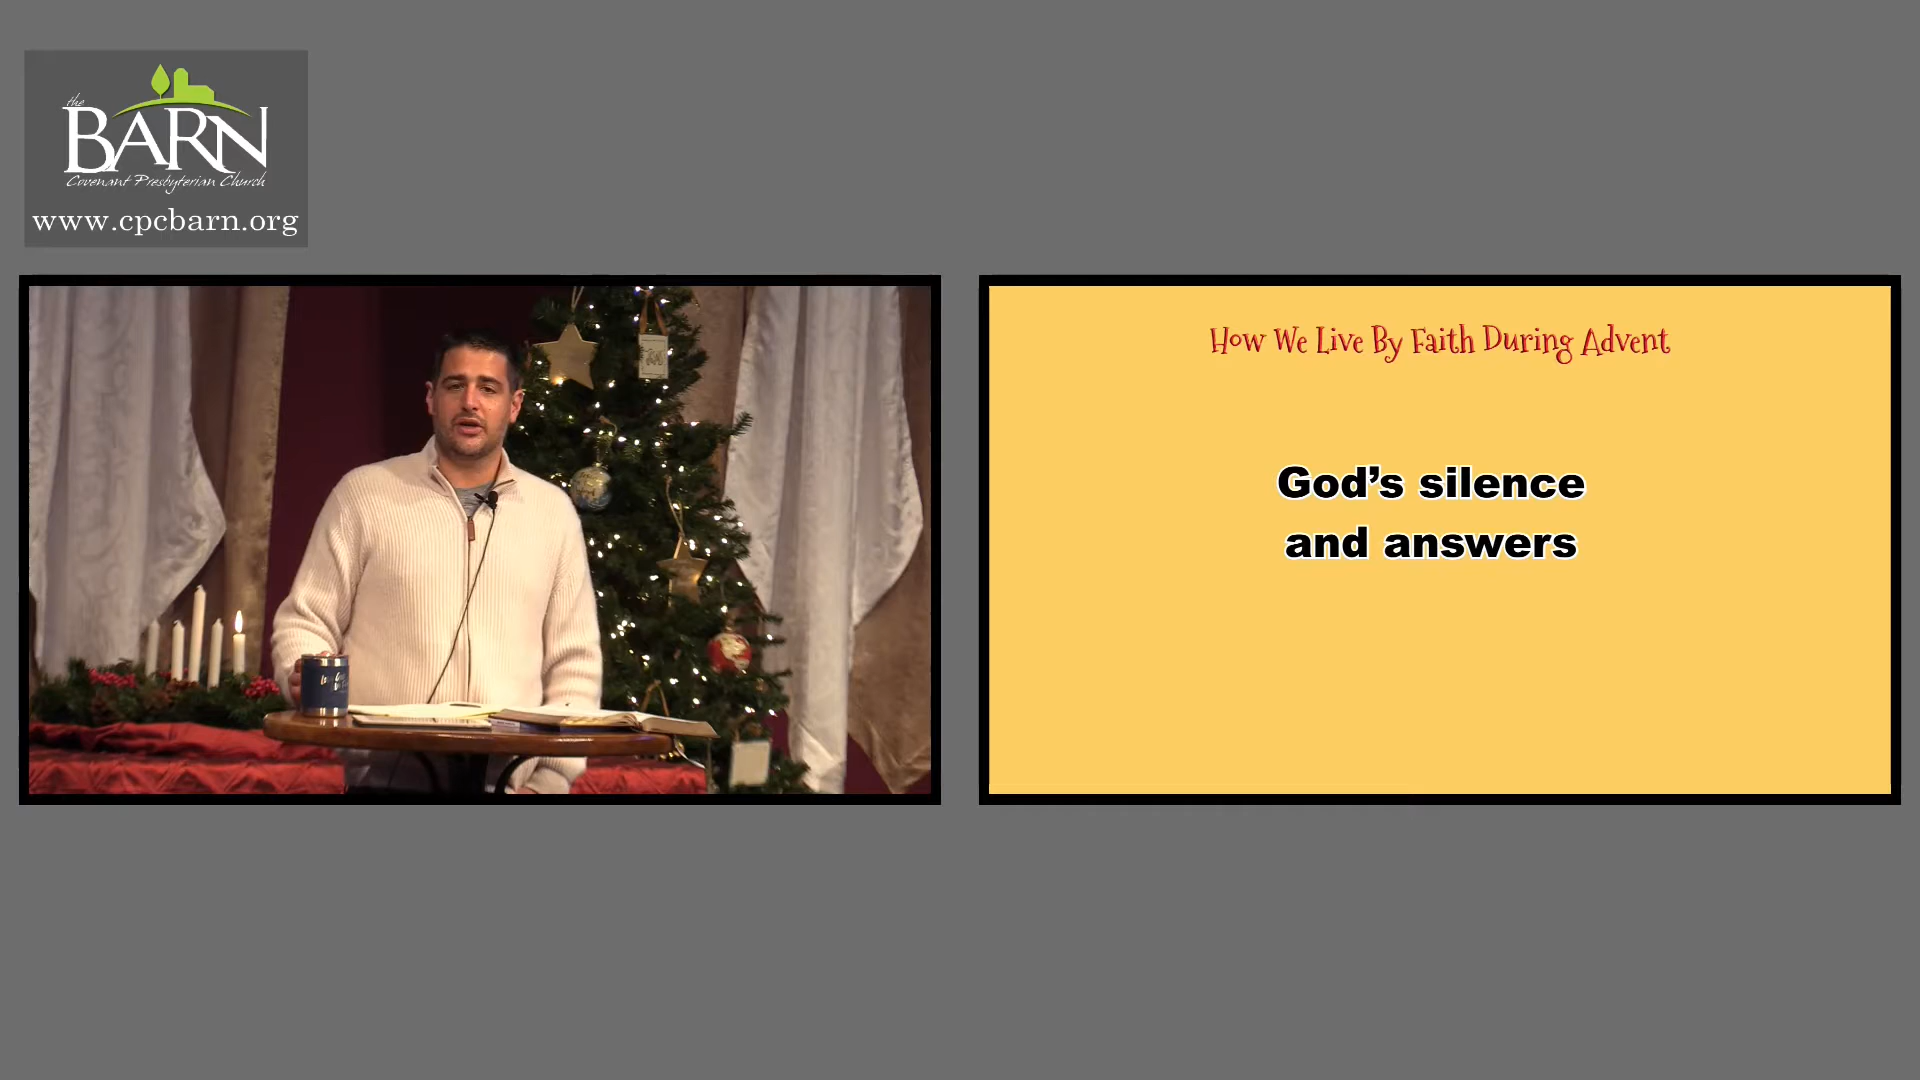 the
BARN
Covenant Presbyterian Church
www.cpcbarn.org
How We Live By Faith During Advent
God’s silence
and answers